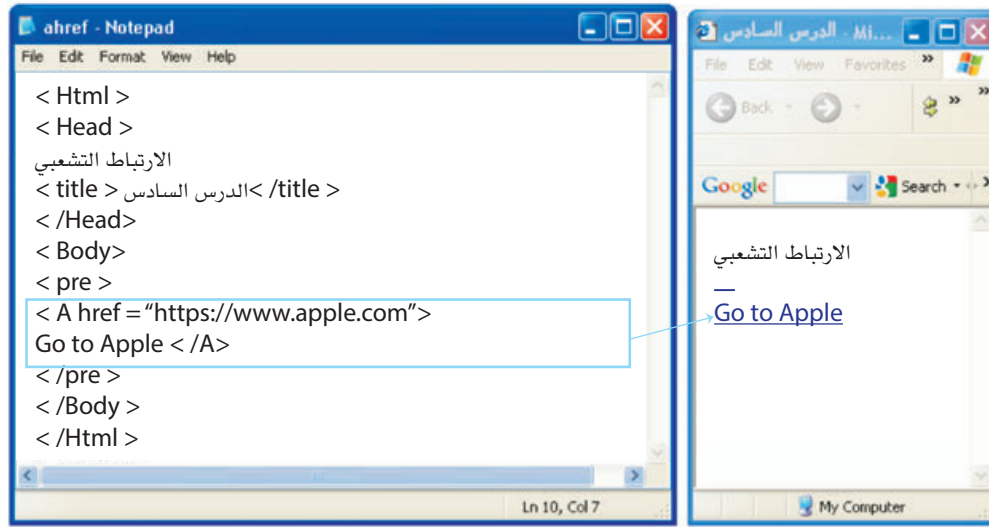 ahref - Notepad
File Edit Format View Help
< Html >
< Head >
الارتباط التشعبي
< title > الدرس السادس < /title >
< /Head>
< Body>
< pre >
< A href = “https://www.apple.com”>
Go to Apple < /A>
< /pre >
< /Body >
< /Html >
Ln 10, Col 7
الدرس السادس - Mi...
File Edit View Favorites »
Back » »
Google Search
الارتباط التشعبي
Go to Apple
My Computer